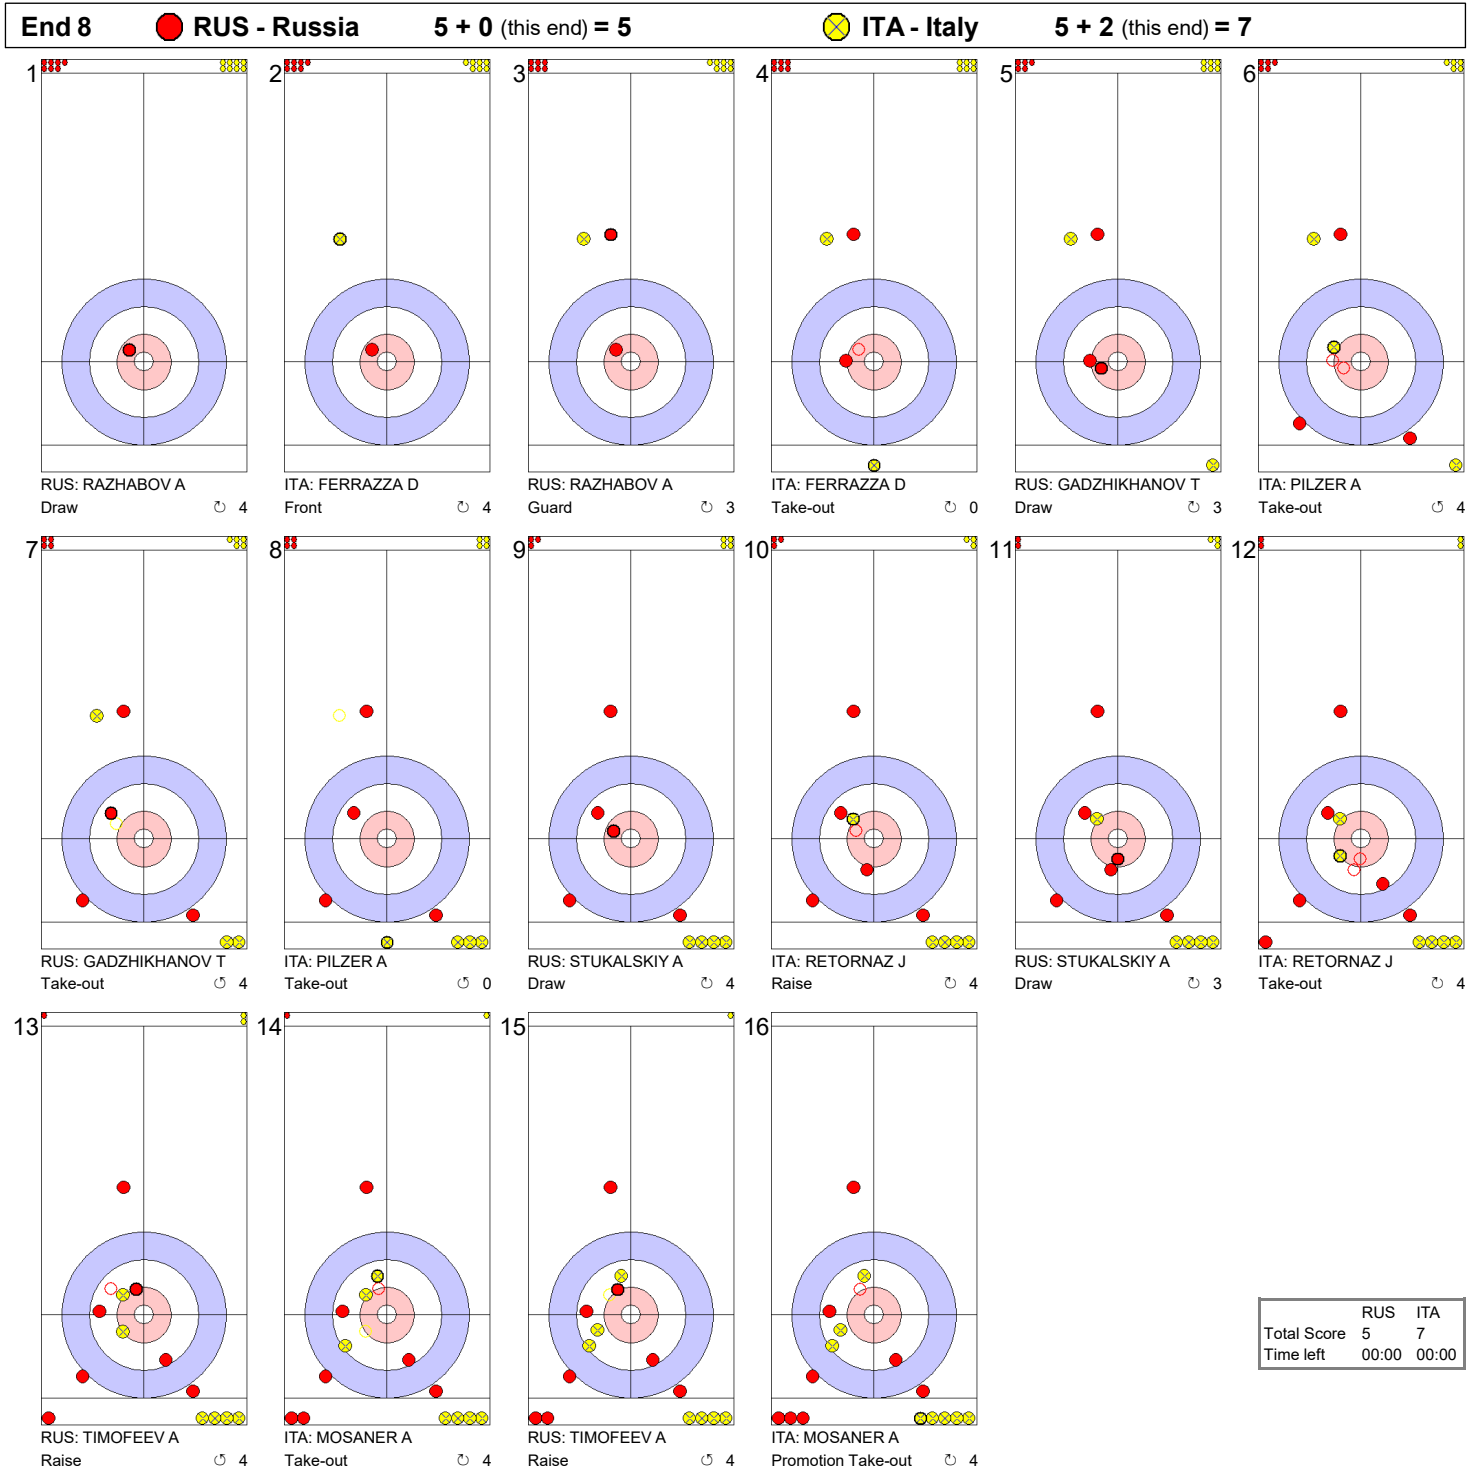 End 8 RUS - Russia 5 + 0 (this end) = 5 ITA - Italy 5 + 2 (this end) = 7
1 2 3 4 5 6
RUS: RAZHABOV A ITA: FERRAZZA D RUS: RAZHABOV A ITA: FERRAZZA D RUS: GADZHIKHANOV T ITA: PILZER A
Draw ↻ 4 Front ↻ 4 Guard ↻ 3 Take-out ↻ 0 Draw ↻ 3 Take-out ↺ 4
7 8 9 10 11 12
RUS: GADZHIKHANOV T ITA: PILZER A RUS: STUKALSKIY A ITA: RETORNAZ J RUS: STUKALSKIY A ITA: RETORNAZ J
Take-out ↺ 4 Take-out ↺ 0 Draw ↻ 4 Raise ↻ 4 Draw ↻ 3 Take-out ↻ 4
13 14 15 16
RUS ITA
Total Score 5 7
Time left 00:00 00:00
RUS: TIMOFEEV A ITA: MOSANER A RUS: TIMOFEEV A ITA: MOSANER A
Raise ↺ 4 Take-out ↻ 4 Raise ↺ 4 Promotion Take-out ↺ 4